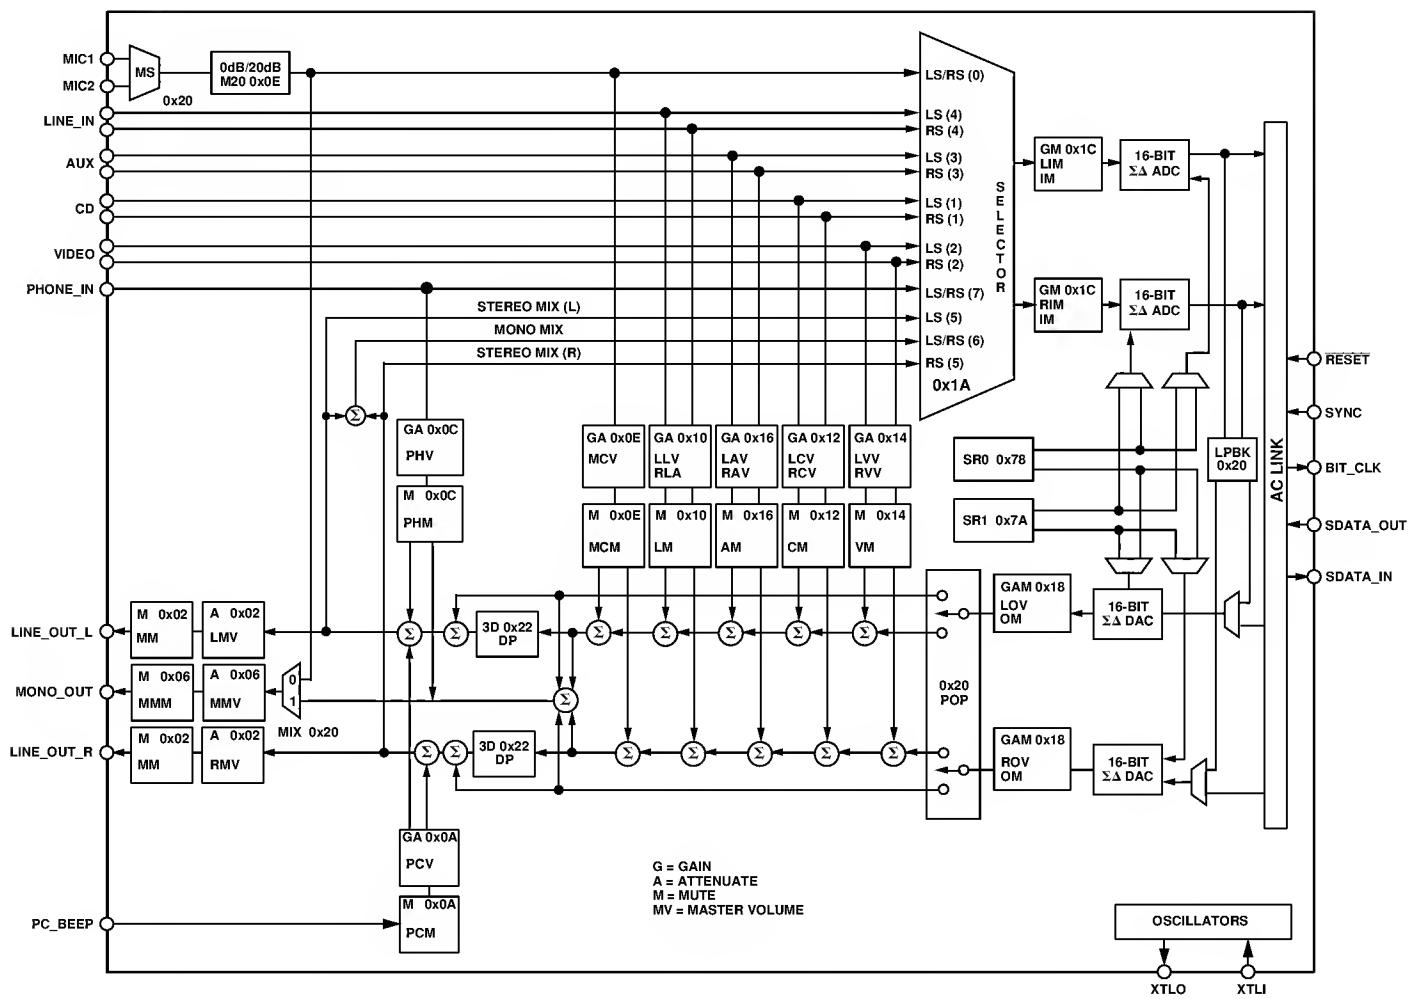 MIC1
MIC2
MS
0x20
0dB/20dB
M20 0x0E
LINE_IN
AUX
CD
VIDEO
PHONE_IN
STEREO MIX (L)
MONO MIX
STEREO MIX (R)
LS/RS (0)
LS (4)
RS (4)
LS (3)
RS (3)
LS (1)
RS (1)
LS (2)
RS (2)
LS/RS (7)
LS (5)
LS/RS (6)
RS (5)
0x1A
SELECTOR
GM 0x1C
LIM
IM
16-BIT
ΣΔ ADC
GM 0x1C
RIM
IM
16-BIT
ΣΔ ADC
RESET
SYNC
BIT_CLK
SDATA_OUT
SDATA_IN
AC LINK
LPBK
0x20
SR0 0x78
SR1 0x7A
Σ
GA 0x0C
PHV
M 0x0C
PHM
GA 0x0E
MCV
GA 0x10
LLV
RLA
GA 0x16
LAV
RAV
GA 0x12
LCV
RCV
GA 0x14
LVV
RVV
M 0x0E
MCM
M 0x10
LM
M 0x16
AM
M 0x12
CM
M 0x14
VM
LINE_OUT_L
M 0x02
MM
A 0x02
LMV
Σ
Σ
3D 0x22
DP
Σ
Σ
Σ
Σ
Σ
GAM 0x18
LOV
OM
16-BIT
ΣΔ DAC
MONO_OUT
M 0x06
MMM
A 0x06
MMV
0
1
MIX 0x20
Σ
0x20
POP
LINE_OUT_R
M 0x02
MM
A 0x02
RMV
Σ
Σ
3D 0x22
DP
Σ
Σ
Σ
Σ
Σ
GAM 0x18
ROV
OM
16-BIT
ΣΔ DAC
GA 0x0A
PCV
M 0x0A
PCM
PC_BEEP
G = GAIN
A = ATTENUATE
M = MUTE
MV = MASTER VOLUME
OSCILLATORS
XTLO
XTLI